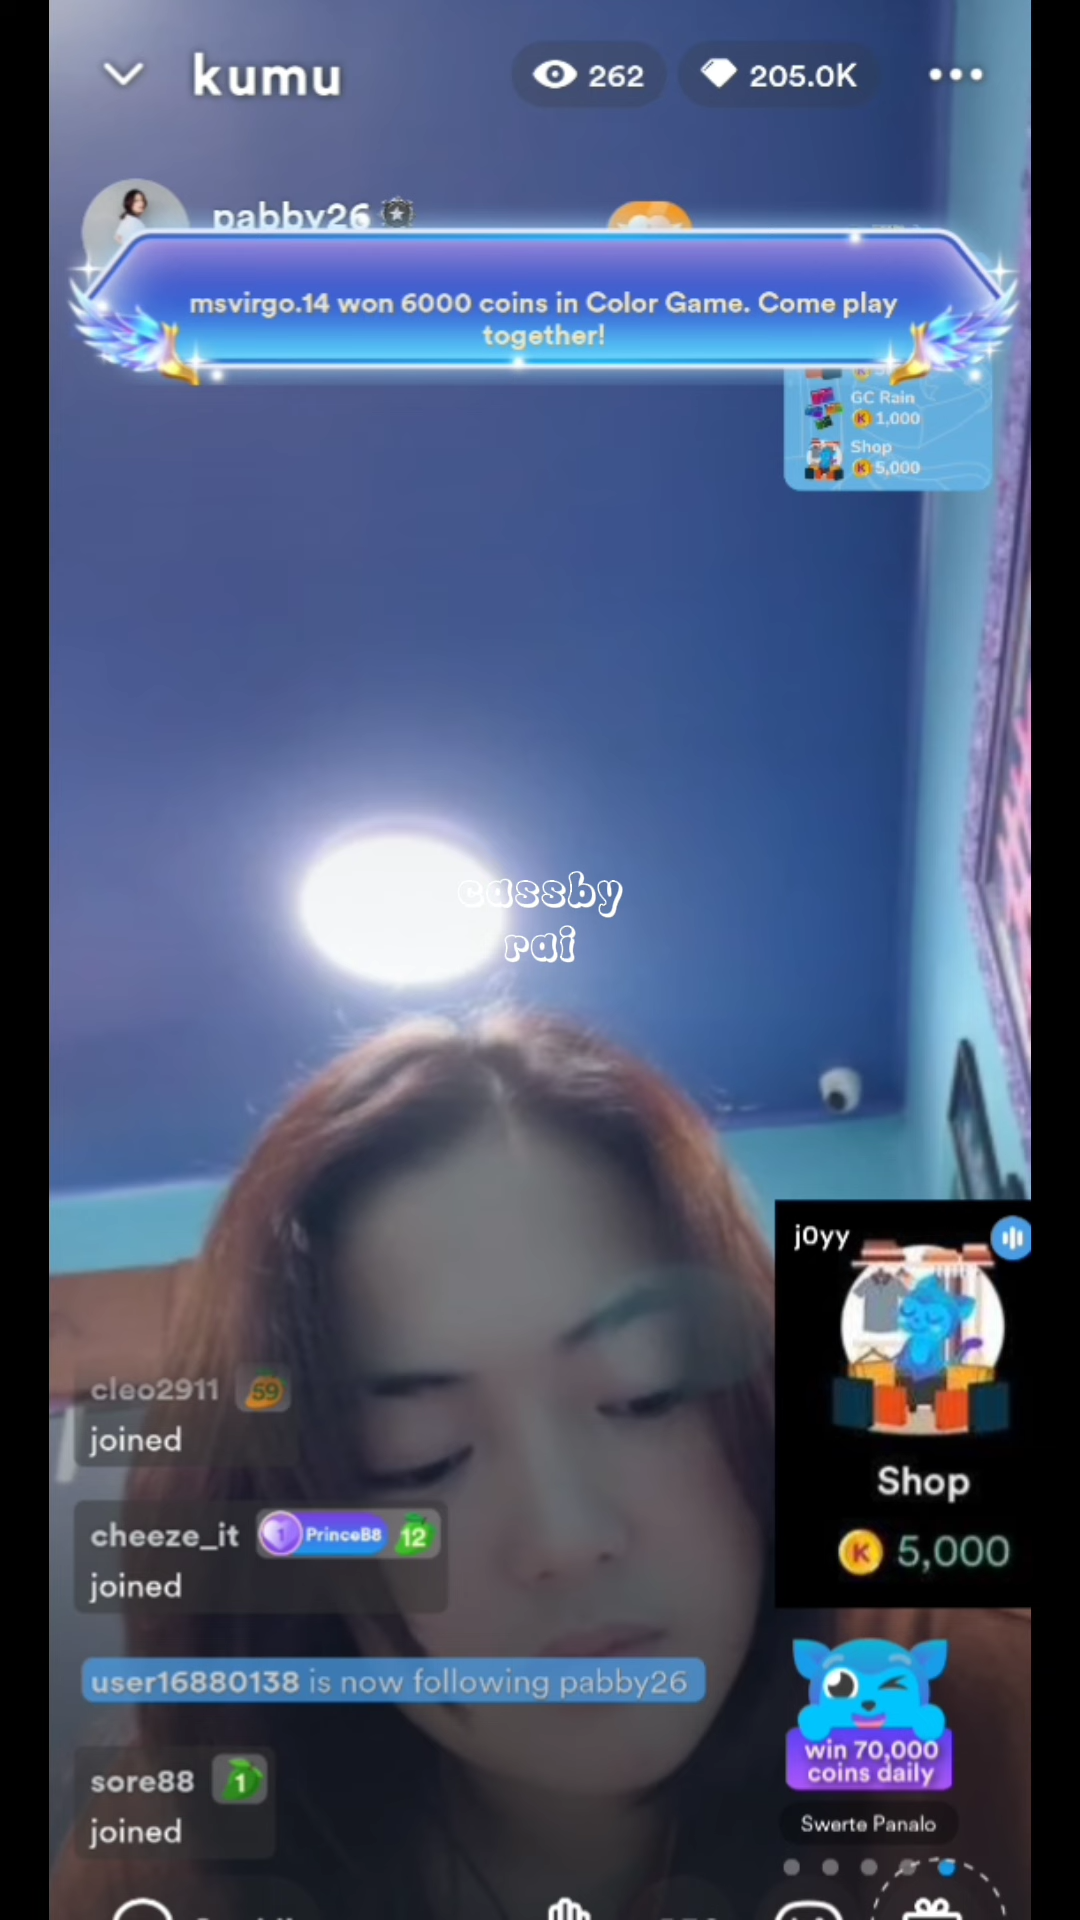 kumu
262
205.0K
pabby26
msvirgo.14 won 6000 coins in Color Game. Come play
together!
GC Rain
K 1,000
Shop
K 5,000
cassby
rai
j0yy
Shop
K 5,000
cleo2911 59
joined
cheeze_it 1 PrinceB8 12
joined
user16880138 is now following pabby26
sore88 1
joined
win 70,000
coins daily
Swerte Panalo